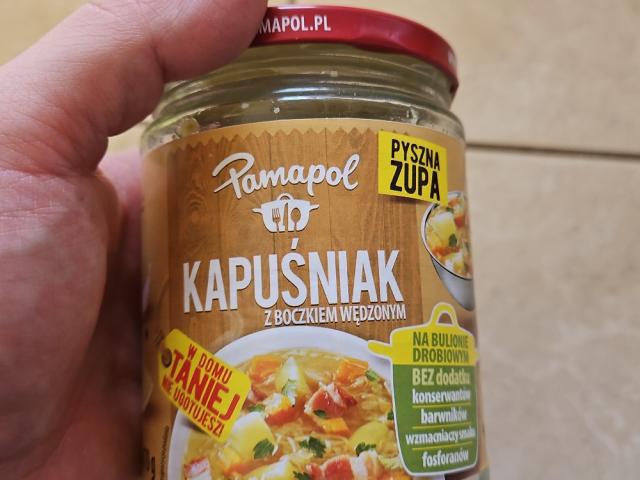 MAPOL.PL
Pamapol
PYSZNA
ZUPA
KAPUŚNIAK
Z BOCZKIEM WĘDZONYM
W DOMU
TANIEJ
NIE UGOTUJESZ!
NA BULIONIE
DROBIOWYM
BEZ dodatku
konserwantów
barwników
wzmacniaczy smaku
fosforanów